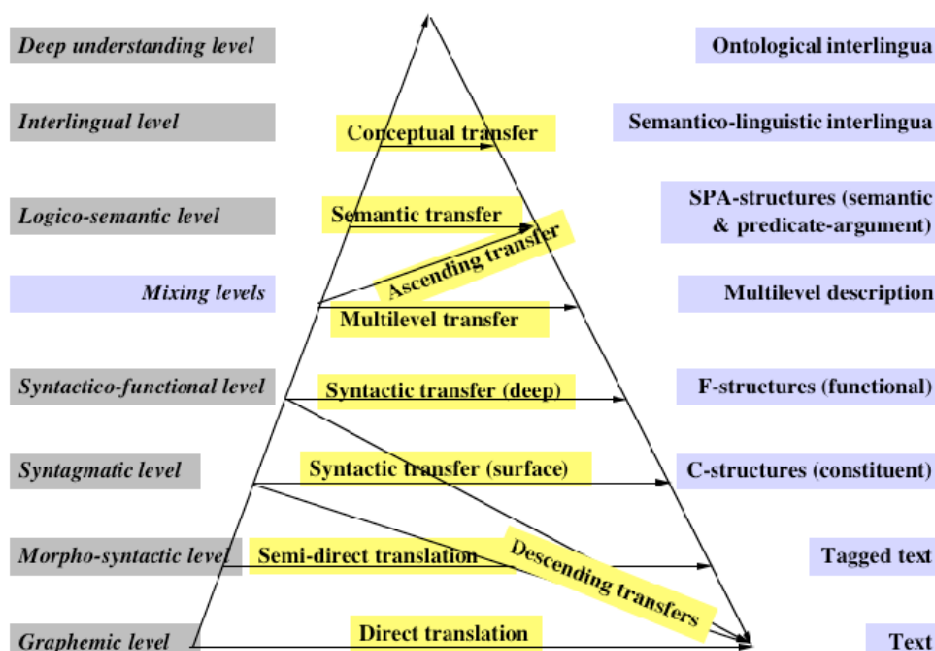 Deep understanding level
Ontological interlingua
Interlingual level
Conceptual transfer
Semantico-linguistic interlingua
Logico-semantic level
Semantic transfer
SPA-structures (semantic
& predicate-argument)
Ascending transfer
Mixing levels
Multilevel transfer
Multilevel description
Syntactico-functional level
Syntactic transfer (deep)
F-structures (functional)
Syntagmatic level
Syntactic transfer (surface)
C-structures (constituent)
Morpho-syntactic level
Semi-direct translation
Descending transfers
Tagged text
Graphemic level
Direct translation
Text